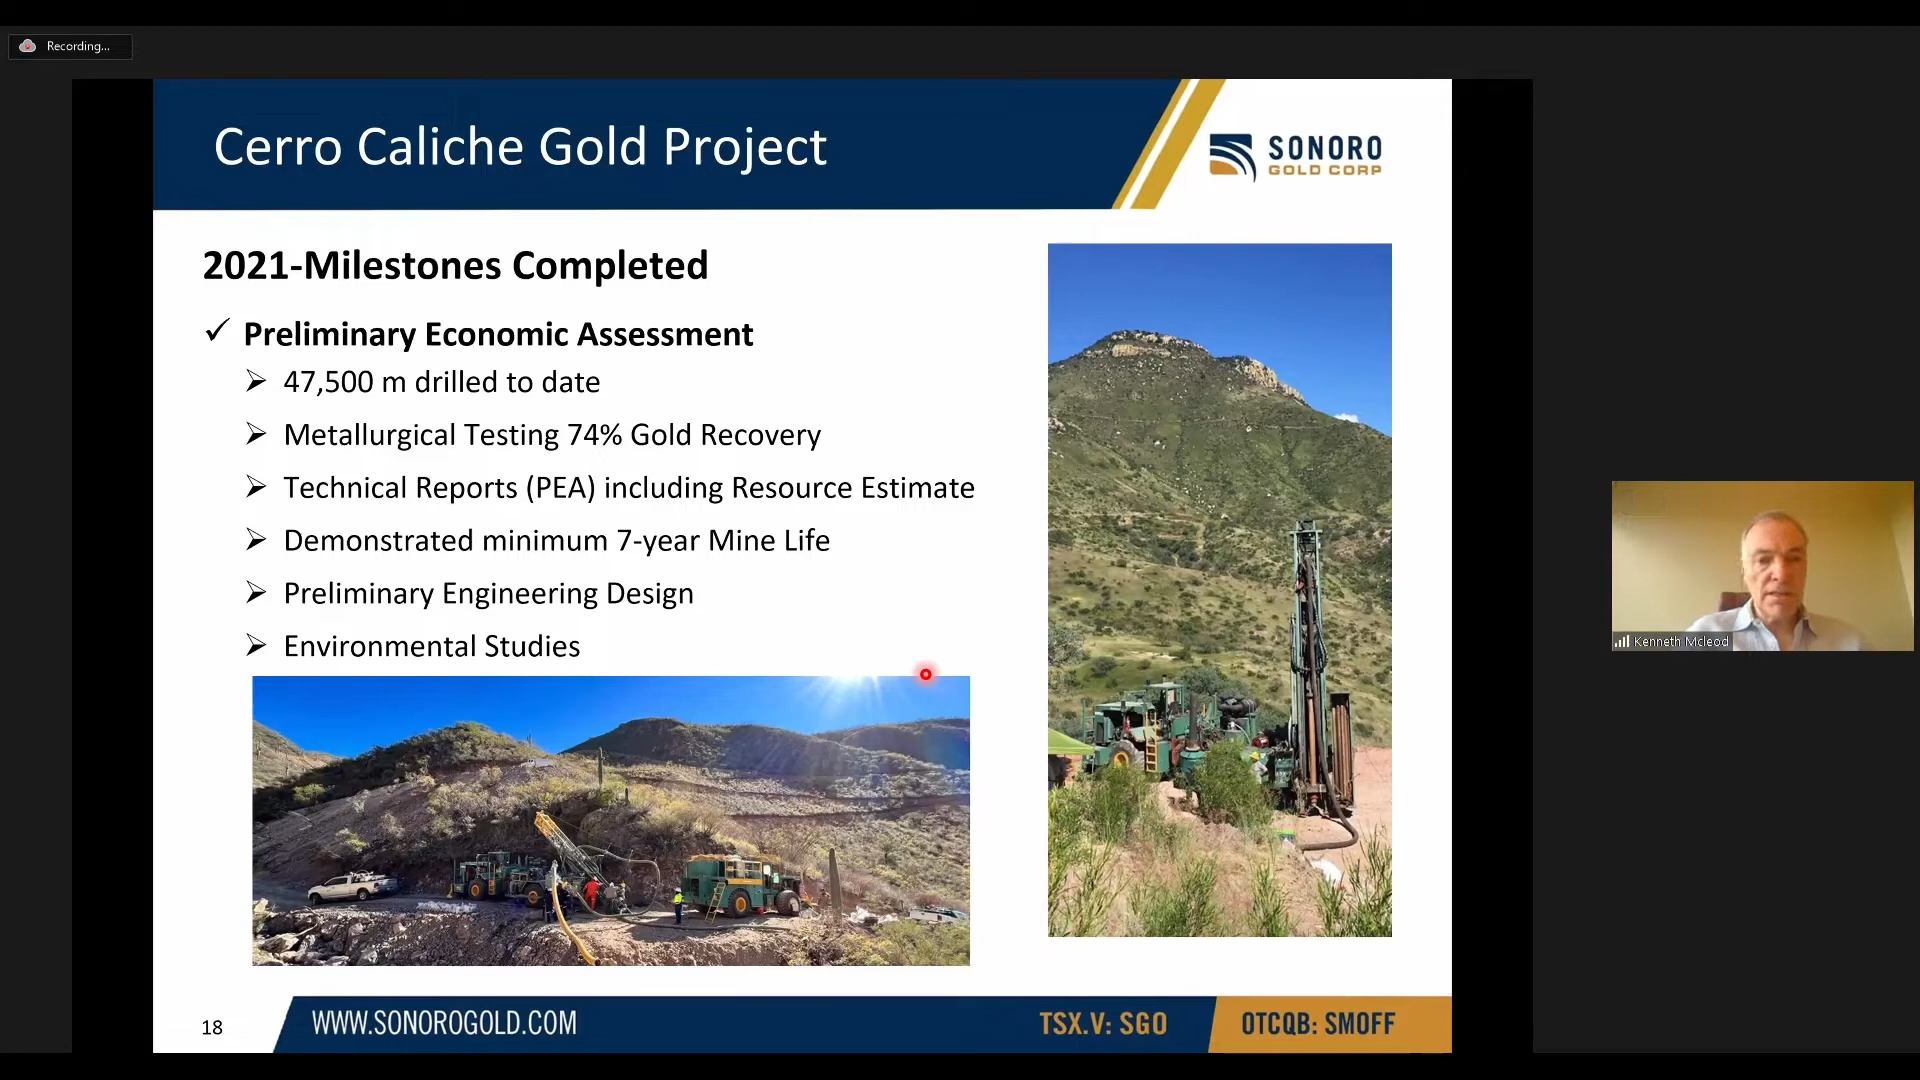 Recording...
Cerro Caliche Gold Project
SONORO
GOLD CORP
2021-Milestones Completed
✓ Preliminary Economic Assessment
➢ 47,500 m drilled to date
➢ Metallurgical Testing 74% Gold Recovery
➢ Technical Reports (PEA) including Resource Estimate
➢ Demonstrated minimum 7-year Mine Life
➢ Preliminary Engineering Design
➢ Environmental Studies
Kenneth Mcleod
18
WWW.SONOROGOLD.COM
TSX.V: SGO
OTCQB: SMOFF